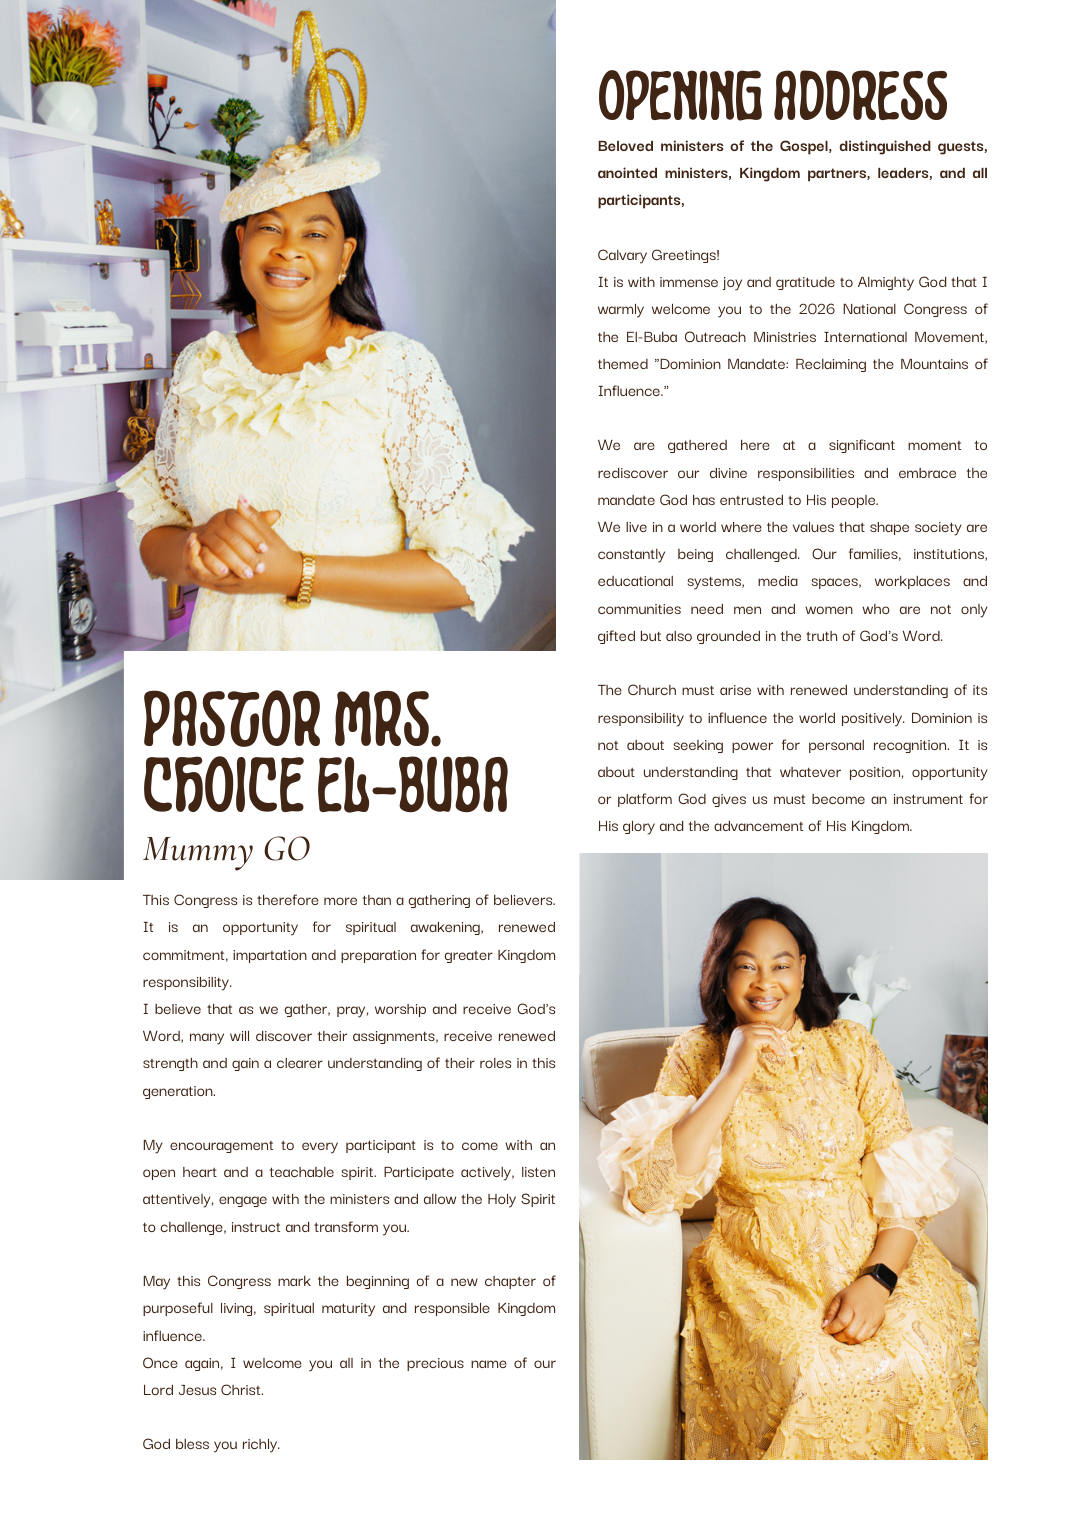 OPENING ADDRESS
Beloved ministers of the Gospel, distinguished guests,
anointed ministers, Kingdom partners, leaders, and all
participants,
Calvary Greetings!
It is with immense joy and gratitude to Almighty God that I
warmly welcome you to the 2026 National Congress of
the El-Buba Outreach Ministries International Movement,
themed "Dominion Mandate: Reclaiming the Mountains of
Influence."
We are gathered here at a significant moment to
rediscover our divine responsibilities and embrace the
mandate God has entrusted to His people.
We live in a world where the values that shape society are
constantly being challenged. Our families, institutions,
educational systems, media spaces, workplaces and
communities need men and women who are not only
gifted but also grounded in the truth of God's Word.
The Church must arise with renewed understanding of its
responsibility to influence the world positively. Dominion is
not about seeking power for personal recognition. It is
about understanding that whatever position, opportunity
or platform God gives us must become an instrument for
His glory and the advancement of His Kingdom.
PASTOR MRS.
CHOICE EL-BUBA
Mummy GO
This Congress is therefore more than a gathering of believers.
It is an opportunity for spiritual awakening, renewed
commitment, impartation and preparation for greater Kingdom
responsibility.
I believe that as we gather, pray, worship and receive God's
Word, many will discover their assignments, receive renewed
strength and gain a clearer understanding of their roles in this
generation.
My encouragement to every participant is to come with an
open heart and a teachable spirit. Participate actively, listen
attentively, engage with the ministers and allow the Holy Spirit
to challenge, instruct and transform you.
May this Congress mark the beginning of a new chapter of
purposeful living, spiritual maturity and responsible Kingdom
influence.
Once again, I welcome you all in the precious name of our
Lord Jesus Christ.
God bless you richly.